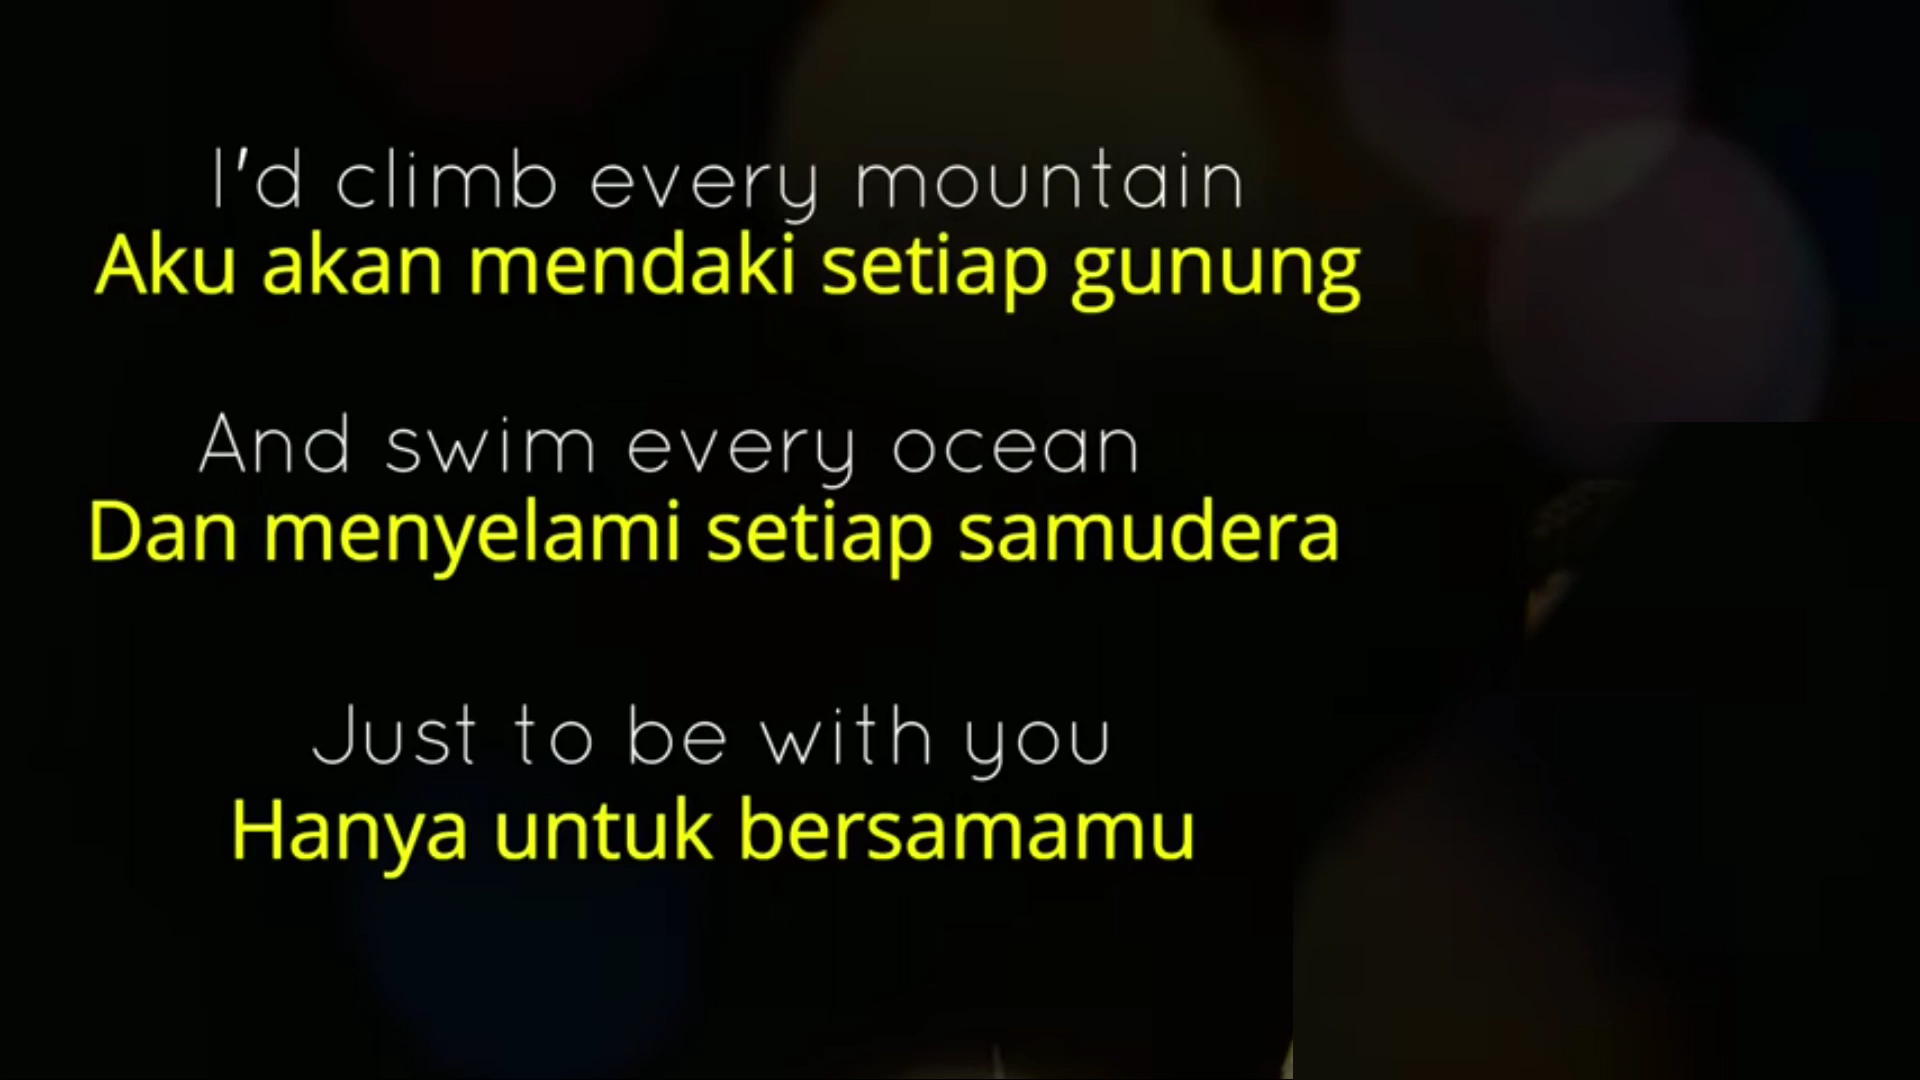 I'd climb every mountain
Aku akan mendaki setiap gunung
And swim every ocean
Dan menyelami setiap samudera
Just to be with you
Hanya untuk bersamamu